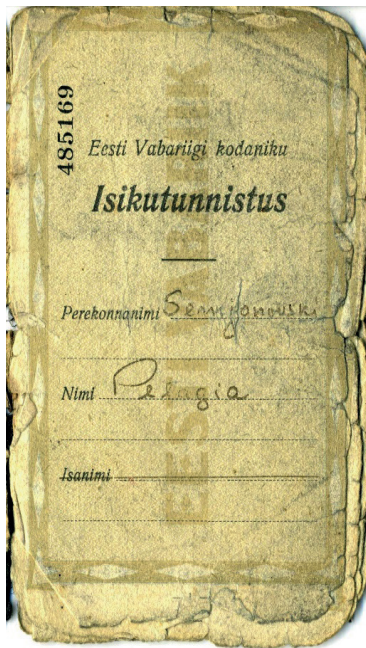 485169
Eesti Vabariigi kodaniku
Isikutunnistus
Perekonnanimi Semjonovski
Nimi Pelagia
Isanimi
EESTI VABARIIK